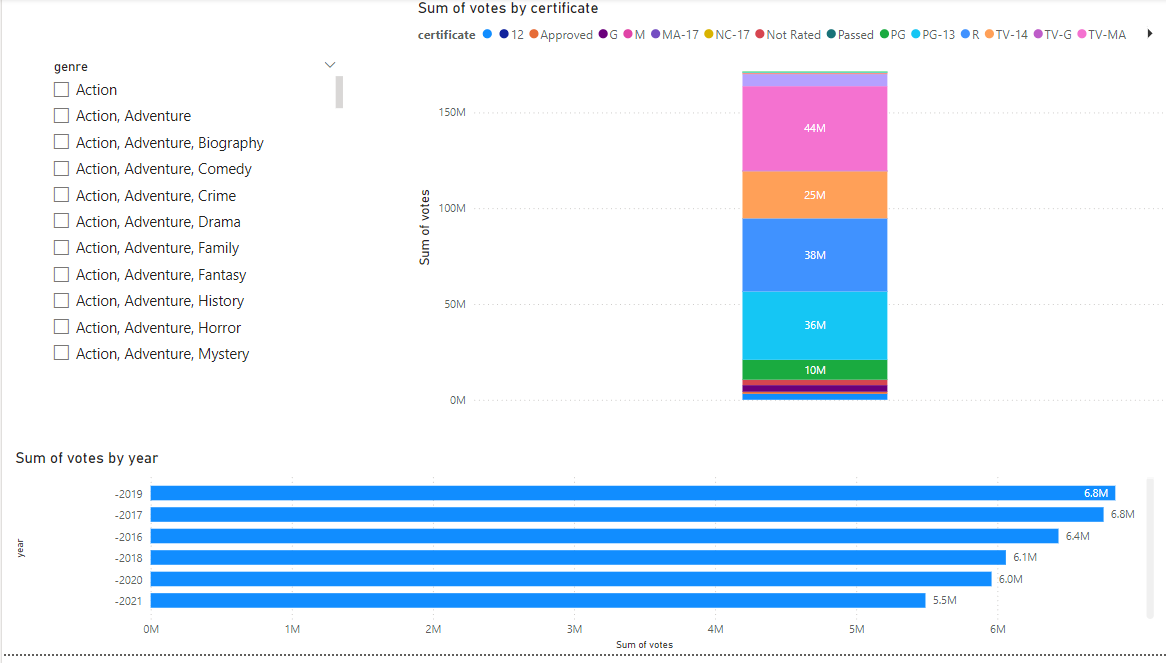 Sum of votes by certificate
certificate 12 Approved G M MA-17 NC-17 Not Rated Passed PG PG-13 R TV-14 TV-G TV-MA
genre
Action
Action, Adventure
Action, Adventure, Biography
Action, Adventure, Comedy
Action, Adventure, Crime
Action, Adventure, Drama
Action, Adventure, Family
Action, Adventure, Fantasy
Action, Adventure, History
Action, Adventure, Horror
Action, Adventure, Mystery
Sum of votes
150M
100M
50M
0M
44M
25M
38M
36M
10M
Sum of votes by year
year
-2019 6.8M
-2017 6.8M
-2016 6.4M
-2018 6.1M
-2020 6.0M
-2021 5.5M
0M 1M 2M 3M 4M 5M 6M
Sum of votes